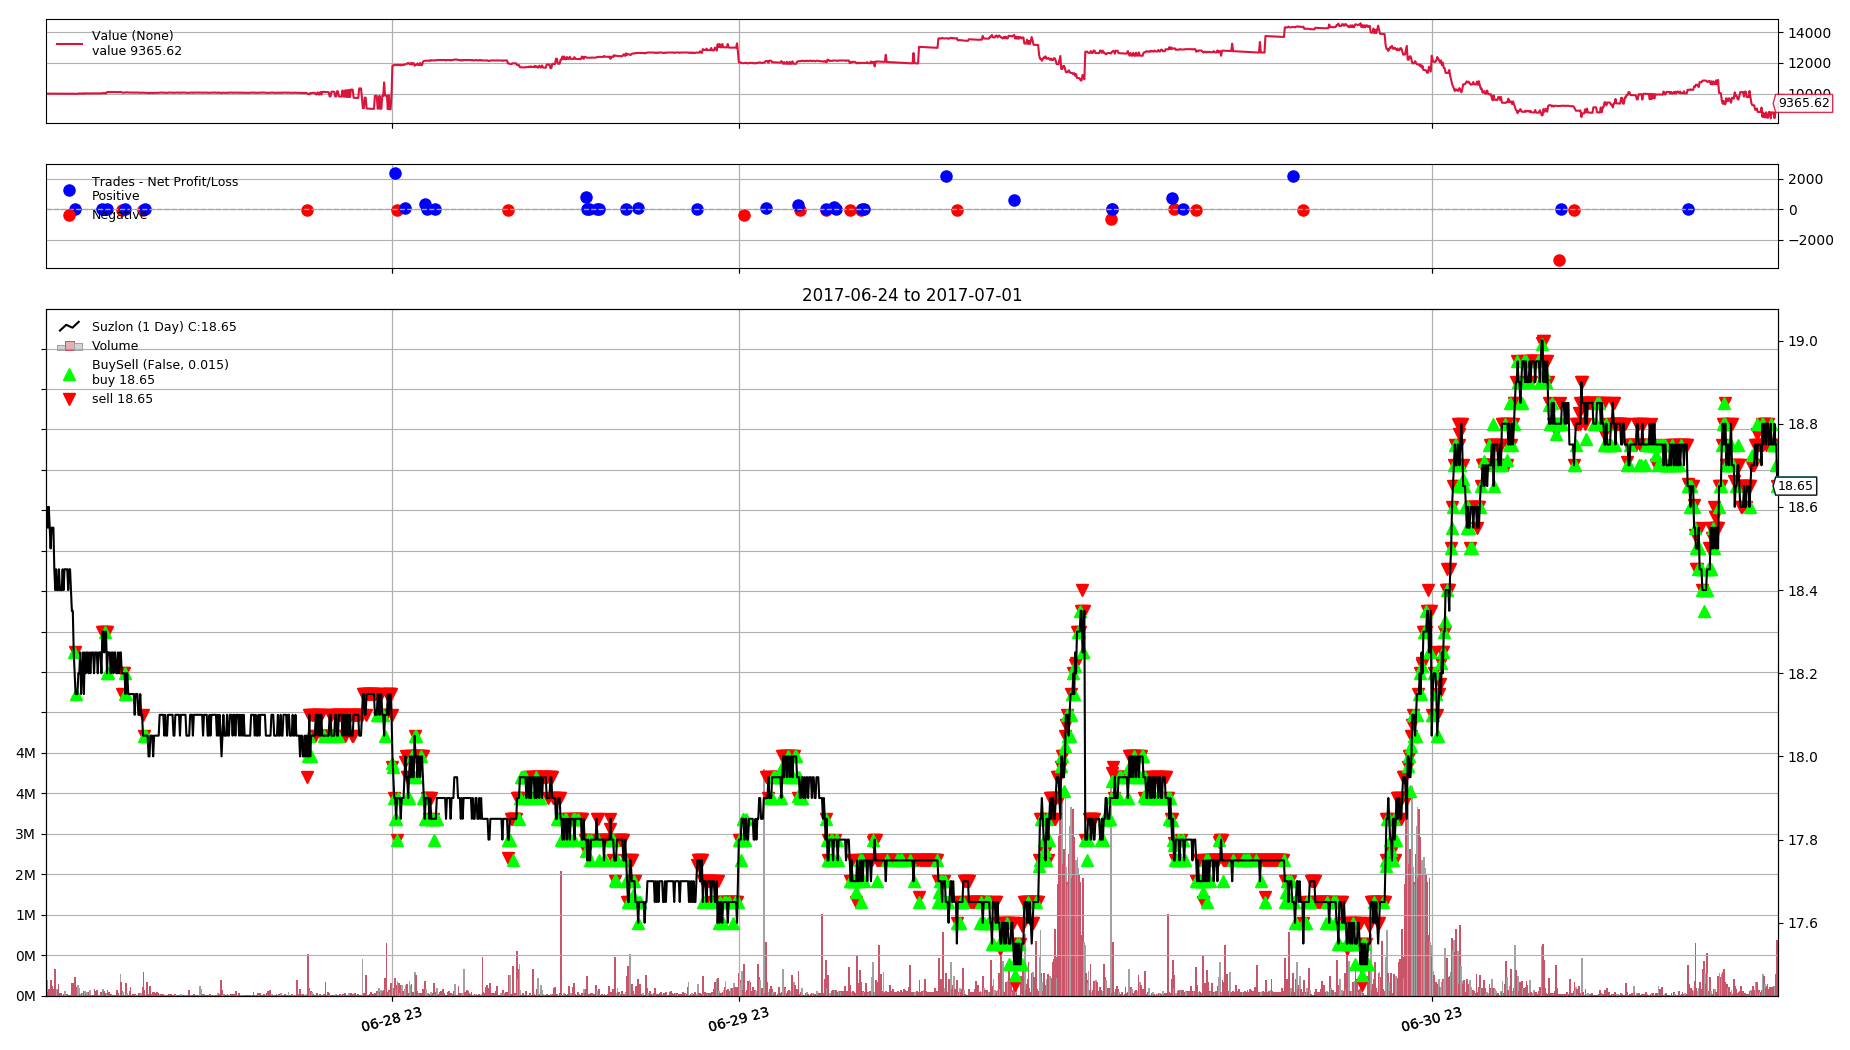 Value (None)
value 9365.62
14000
12000
10000
9365.62
Trades - Net Profit/Loss
Positive
Negative
2000
0
−2000
2017-06-24 to 2017-07-01
Suzlon (1 Day) C:18.65
Volume
BuySell (False, 0.015)
buy 18.65
sell 18.65
19.0
18.8
18.65
18.6
18.4
18.2
18.0
17.8
17.6
4M
4M
3M
2M
1M
0M
0M
06-28 23
06-29 23
06-30 23